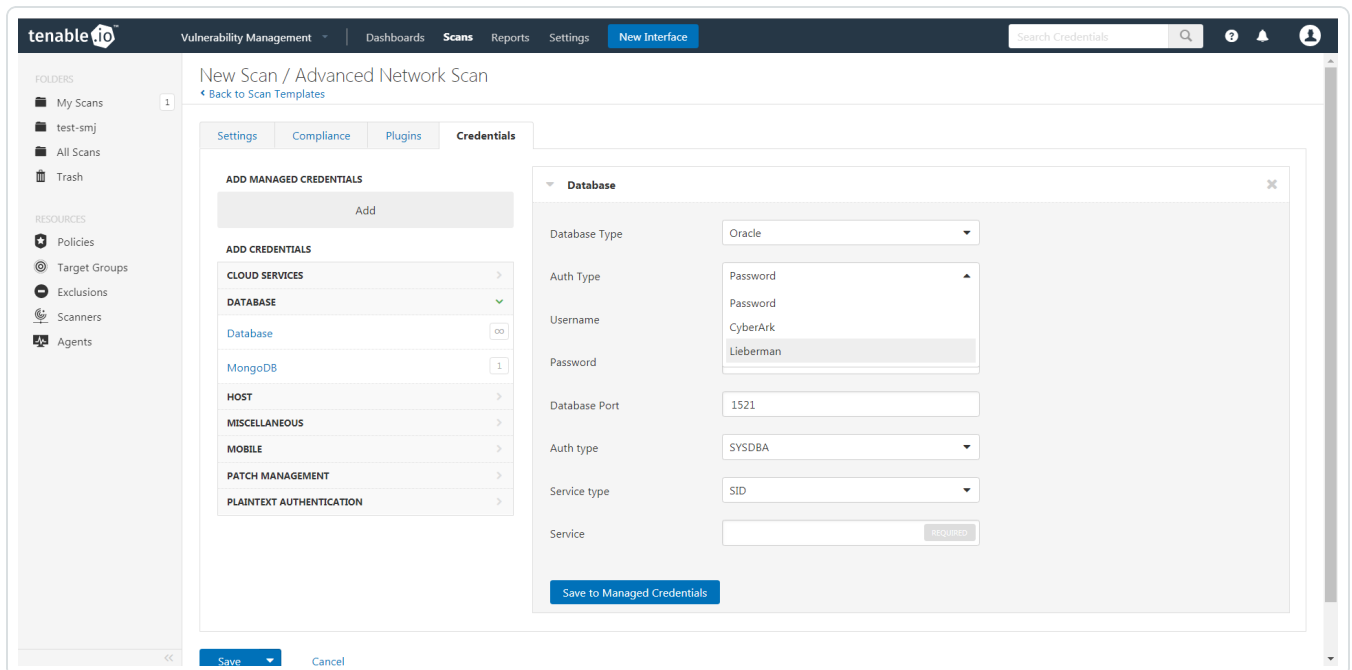 tenable.io™
Vulnerability Management
Dashboards
Scans
Reports
Settings
New Interface
Search Credentials
FOLDERS
My Scans
1
test-smj
All Scans
Trash
RESOURCES
Policies
Target Groups
Exclusions
Scanners
Agents
New Scan / Advanced Network Scan
Back to Scan Templates
Settings
Compliance
Plugins
Credentials
ADD MANAGED CREDENTIALS
Add
ADD CREDENTIALS
CLOUD SERVICES
DATABASE
Database
∞
MongoDB
1
HOST
MISCELLANEOUS
MOBILE
PATCH MANAGEMENT
PLAINTEXT AUTHENTICATION
Database
Database Type
Oracle
Auth Type
Password
Password
CyberArk
Lieberman
Username
Password
Database Port
1521
Auth type
SYSDBA
Service type
SID
Service
REQUIRED
Save to Managed Credentials
Save
Cancel